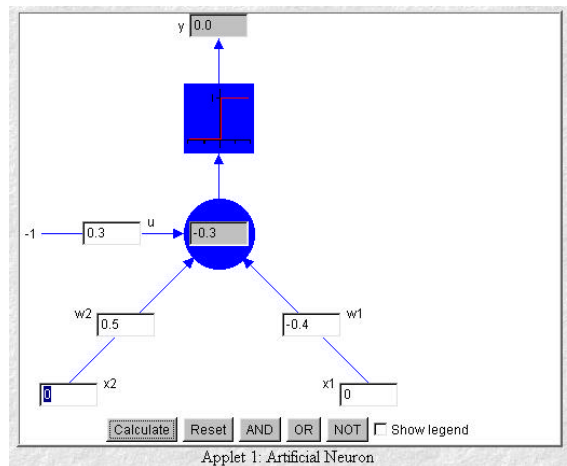 y 0.0
-1 0.3 u -0.3
w2 0.5 -0.4 w1
0 x2 x1 0
Calculate Reset AND OR NOT Show legend
Applet 1: Artificial Neuron